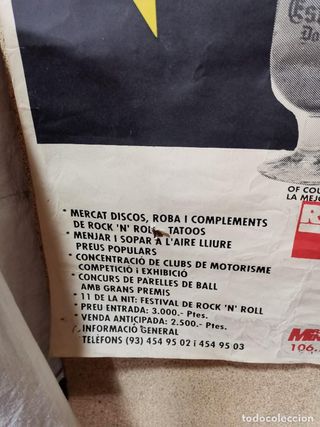 Est
Da
OF COU
LA MEJO
R
* MERCAT DISCOS, ROBA I COMPLEMENTS
DE ROCK 'N' ROLL, TATOOS
* MENJAR I SOPAR A L'AIRE LLIURE
PREUS POPULARS
* CONCENTRACIÓ DE CLUBS DE MOTORISME
COMPETICIÓ i EXHIBICIÓ
* CONCURS DE PARELLES DE BALL
AMB GRANS PREMIS
* 11 DE LA NIT: FESTIVAL DE ROCK 'N' ROLL
* PREU ENTRADA: 3.000.- Ptes.
* VENDA ANTICIPADA: 2.500.- Ptes.
INFORMACIÓ GENERAL
TELÈFONS (93) 454 95 02 i 454 95 03
106.
todocoleccion